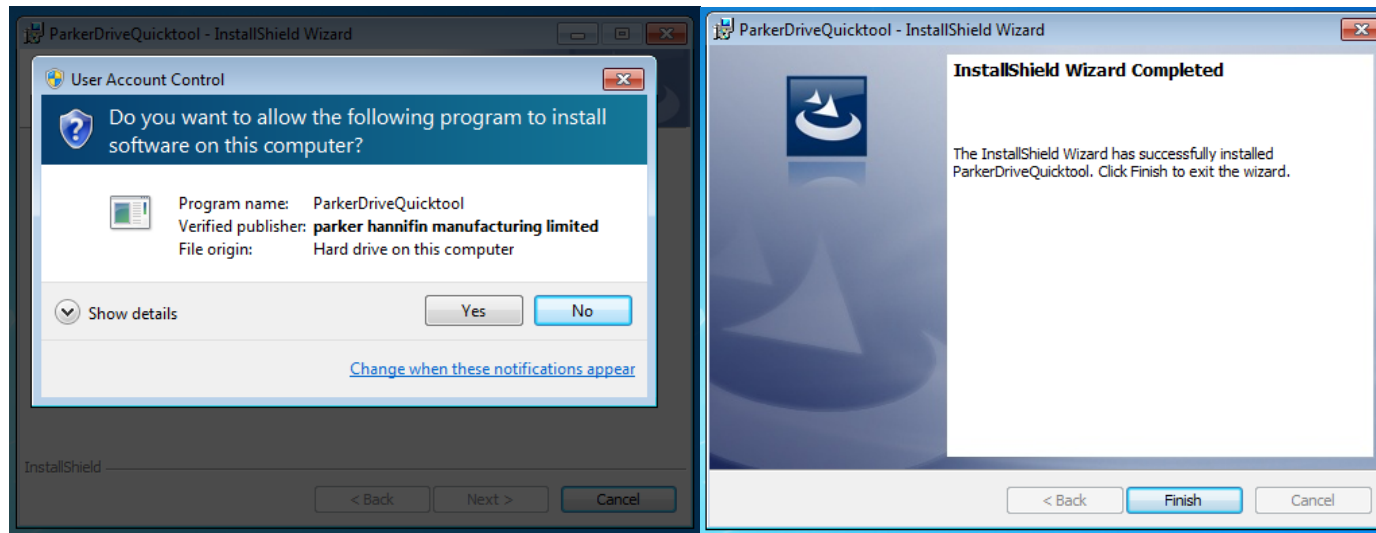 ParkerDriveQuicktool - InstallShield Wizard
User Account Control
Do you want to allow the following program to install
software on this computer?
Program name: ParkerDriveQuicktool
Verified publisher: parker hannifin manufacturing limited
File origin: Hard drive on this computer
Show details
Yes
No
Change when these notifications appear
InstallShield
< Back
Next >
Cancel
ParkerDriveQuicktool - InstallShield Wizard
InstallShield Wizard Completed
The InstallShield Wizard has successfully installed
ParkerDriveQuicktool. Click Finish to exit the wizard.
< Back
Finish
Cancel